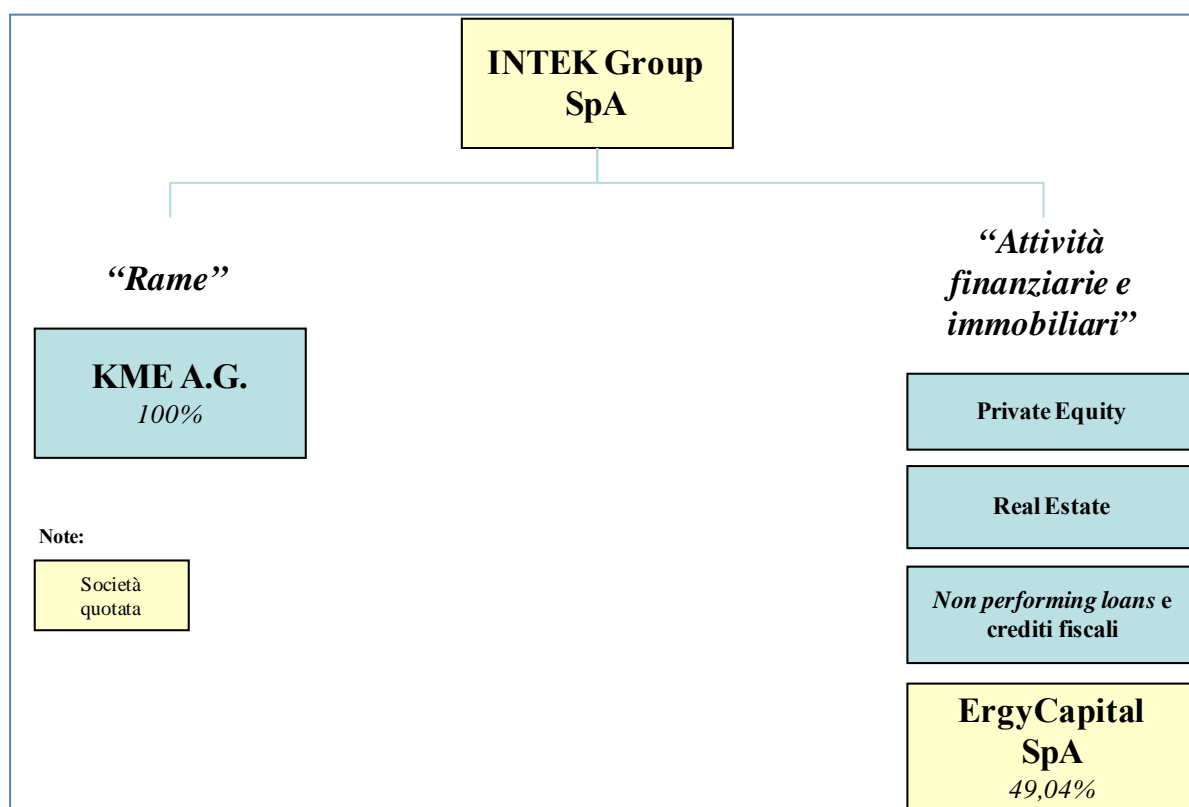 INTEK Group
SpA
“Rame”
KME A.G.
100%
Note:
Società
quotata
“Attività
finanziarie e
immobiliari”
Private Equity
Real Estate
Non performing loans e
crediti fiscali
ErgyCapital
SpA
49,04%